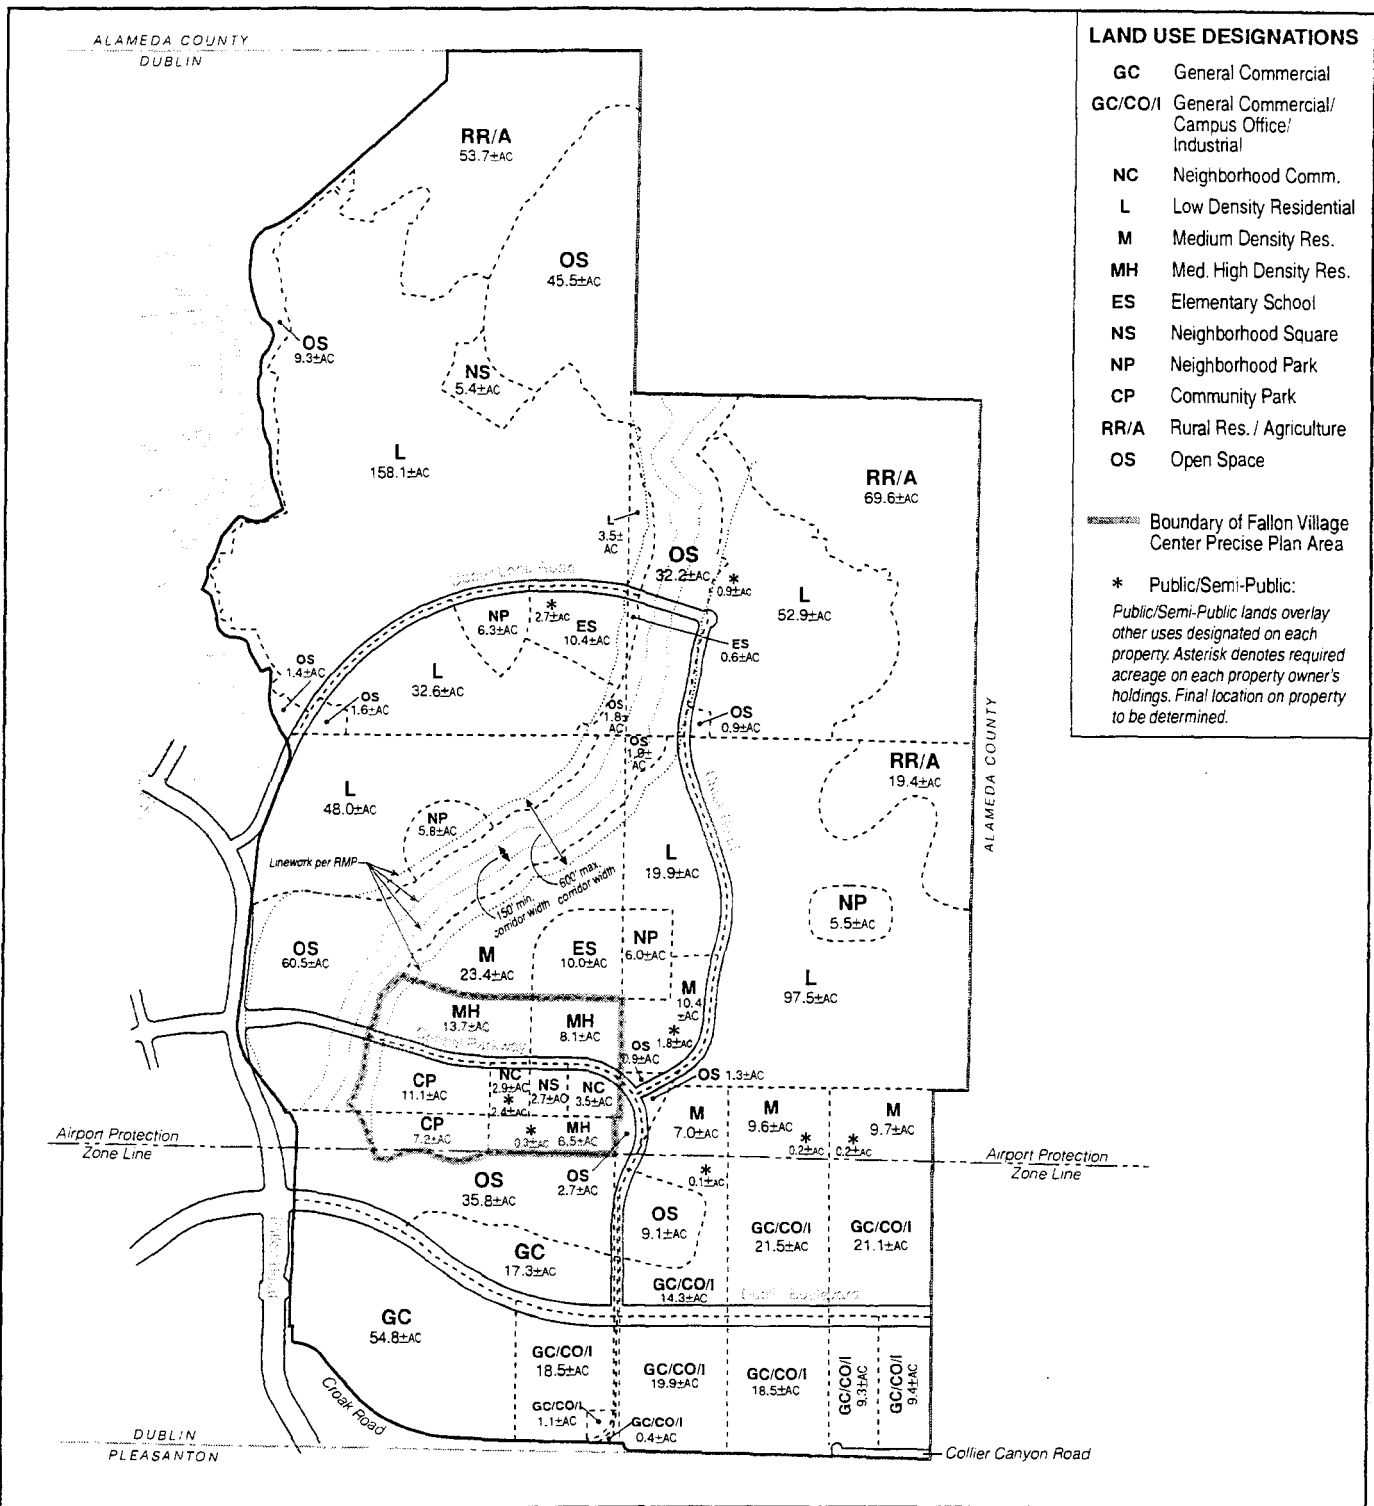 ALAMEDA COUNTY
DUBLIN
LAND USE DESIGNATIONS
GC General Commercial
GC/CO/I General Commercial/
Campus Office/
Industrial
NC Neighborhood Comm.
L Low Density Residential
M Medium Density Res.
MH Med. High Density Res.
ES Elementary School
NS Neighborhood Square
NP Neighborhood Park
CP Community Park
RR/A Rural Res. / Agriculture
OS Open Space
Boundary of Fallon Village
Center Precise Plan Area
* Public/Semi-Public:
Public/Semi-Public lands overlay
other uses designated on each
property. Asterisk denotes required
acreage on each property owner's
holdings. Final location on property
to be determined.
RR/A
53.7±AC
OS
45.5±AC
OS
9.3±AC
NS
5.4±AC
L
158.1±AC
RR/A
69.6±AC
L
3.5±
AC
OS
32.2±AC
*
0.9±AC
L
52.9±AC
NP
6.3±AC
*
2.7±AC
ES
10.4±AC
ES
0.6±AC
OS
1.4±AC
L
32.6±AC
OS
1.6±AC
OS
1.8±
AC
OS
0.9±AC
OS
1.9±
AC
RR/A
19.4±AC
ALAMEDA COUNTY
L
48.0±AC
NP
5.8±AC
Linework per RMP
600' max.
corridor width
150' min.
corridor width
L
19.9±AC
NP
5.5±AC
OS
60.5±AC
M
23.4±AC
ES
10.0±AC
NP
6.0±AC
M
10.4
±AC
*
1.8±AC
L
97.5±AC
MH
13.7±AC
MH
8.1±AC
OS
0.9±AC
OS 1.3±AC
CP
11.1±AC
NC
2.9±AC
*
2.4±AC
NS
2.7±AC
NC
3.5±AC
M
7.0±AC
M
9.6±AC
*
0.2±AC
M
9.7±AC
*
0.2±AC
CP
7.2±AC
*
0.3±AC
MH
6.5±AC
Airport Protection
Zone Line
Airport Protection
Zone Line
OS
35.8±AC
OS
2.7±AC
*
0.1±AC
OS
9.1±AC
GC/CO/I
21.5±AC
GC/CO/I
21.1±AC
GC
17.3±AC
GC/CO/I
14.3±AC
GC
54.8±AC
GC/CO/I
18.5±AC
GC/CO/I
19.9±AC
GC/CO/I
18.5±AC
GC/CO/I
9.3±AC
GC/CO/I
9.4±AC
GC/CO/I
1.1±AC
GC/CO/I
0.4±AC
Croak Road
DUBLIN
PLEASANTON
Collier Canyon Road